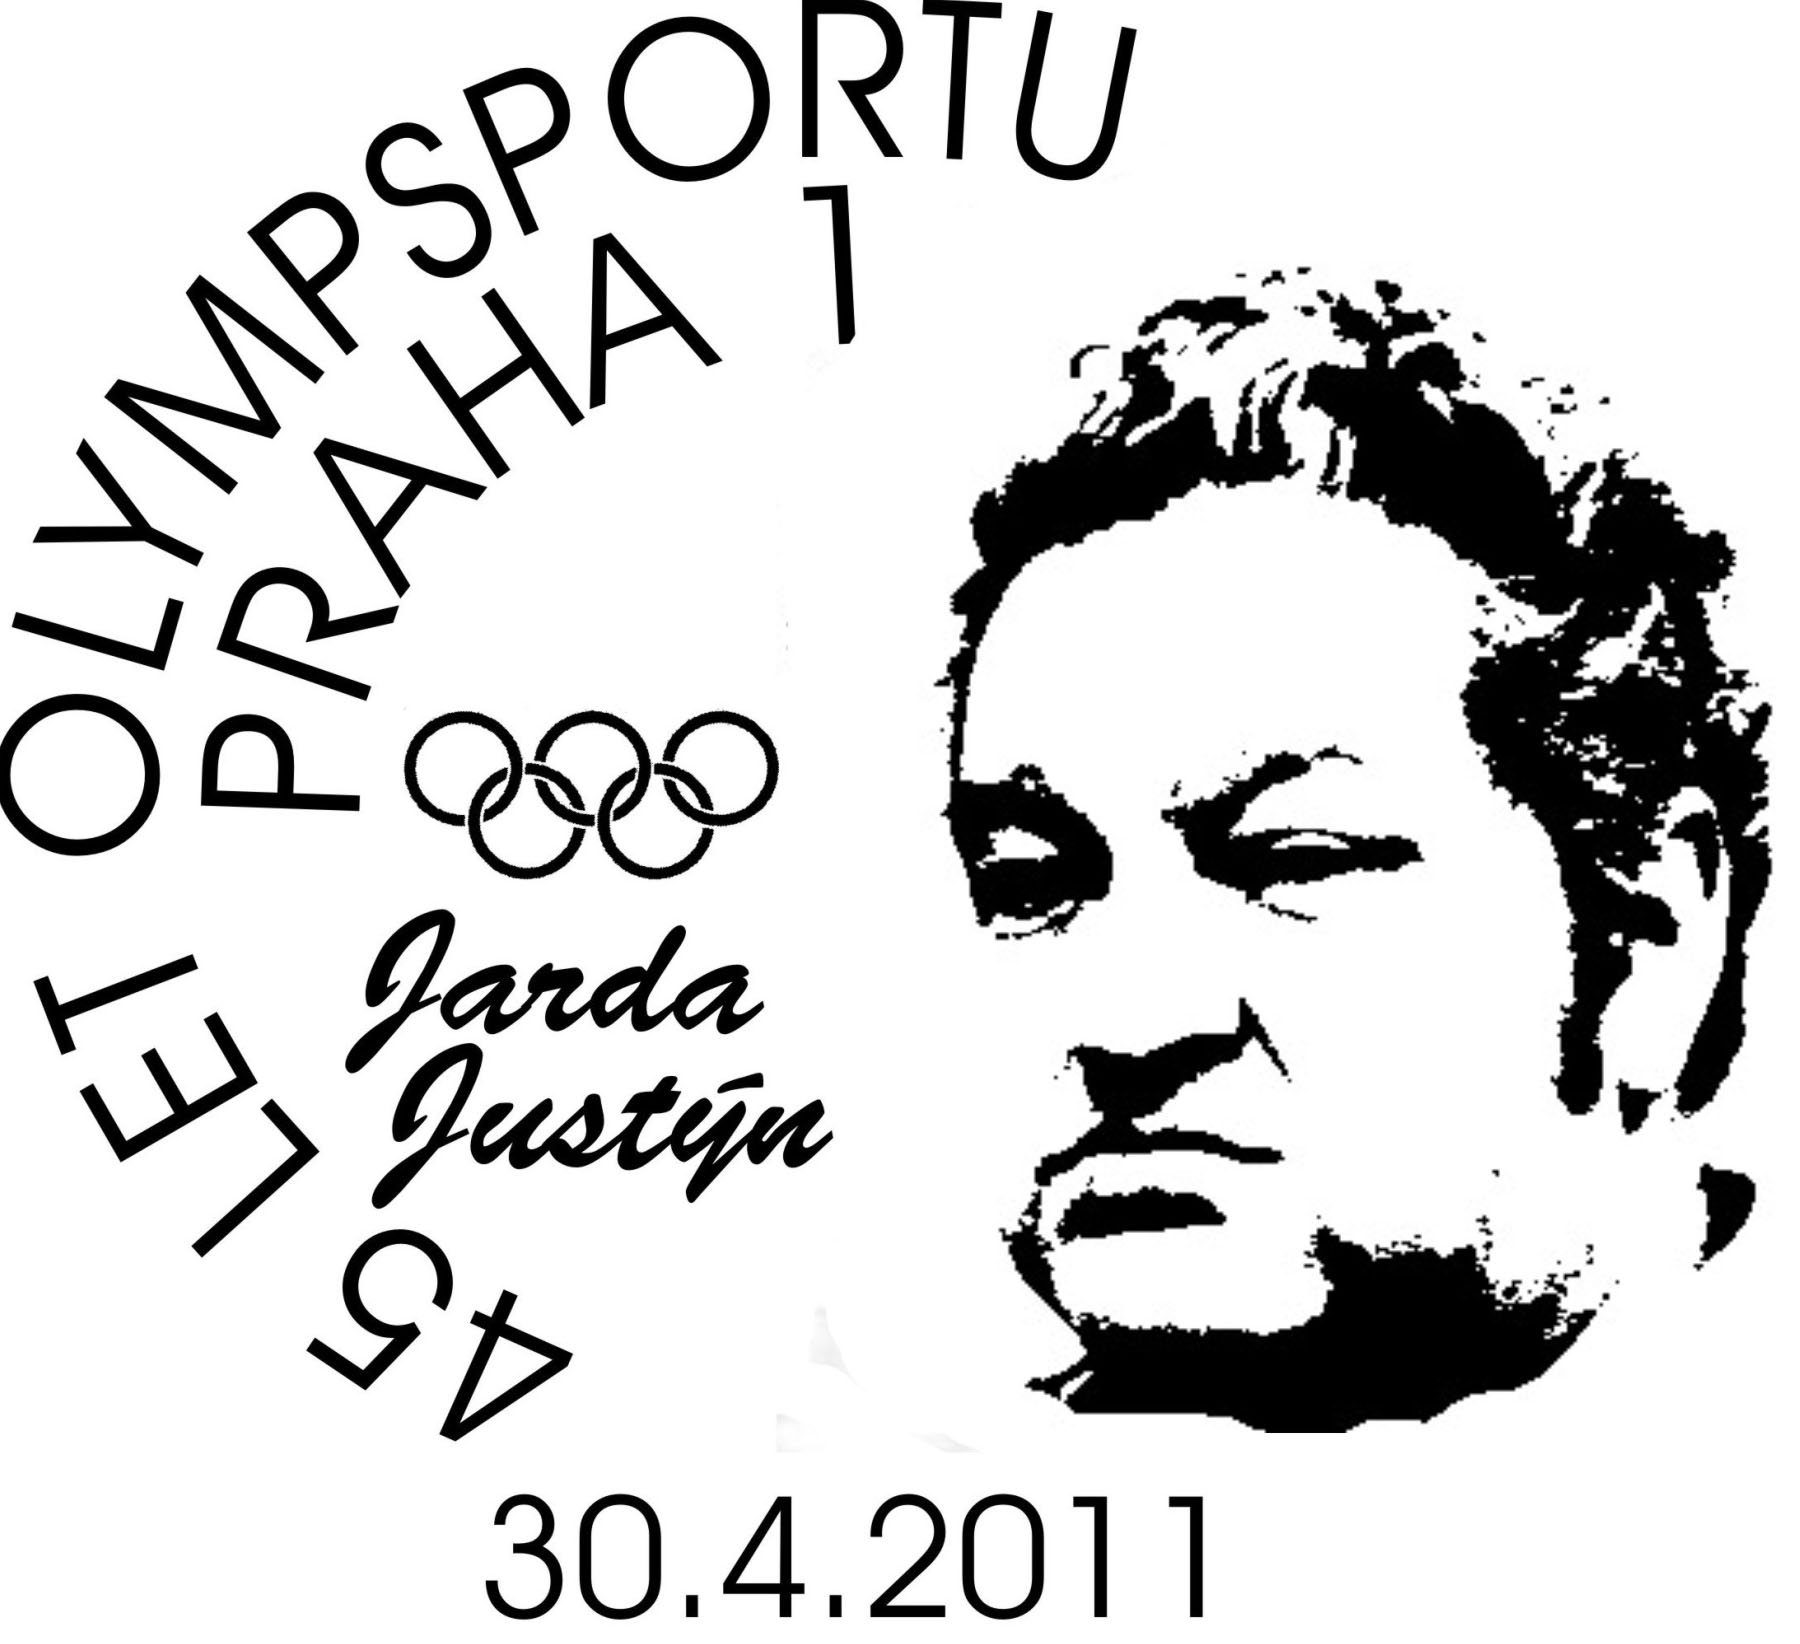 45 LET OLYMPSPORTU
PRAHA 1
Jarda
Justýn
30.4.2011